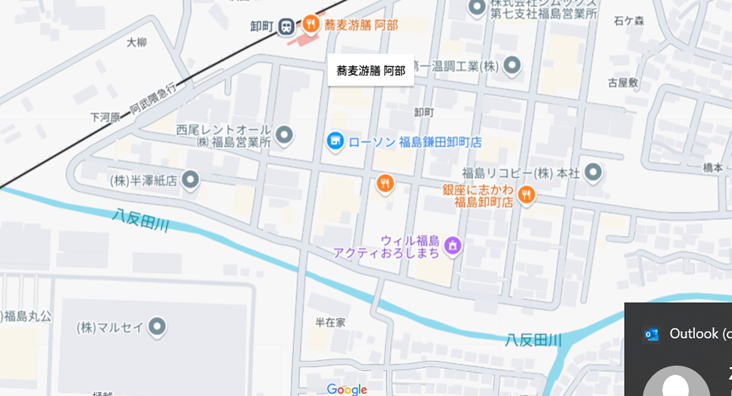 株式会社シムックス
第七支社福島営業所
石ケ森
卸町
蕎麦游膳 阿部
大柳
蕎麦游膳 阿部
第一温調工業(株)
古屋敷
阿武隈急行
下河原
卸町
西尾レントオール
㈱ 福島営業所
ローソン 福島鎌田卸町店
橋本
福島リコピー(株) 本社
(株)半澤紙店
銀座に志かわ
福島卸町店
八反田川
ウィル福島
アクティおろしまち
福島丸公
(株)マルセイ
半在家
八反田川
Outlook (c
Google